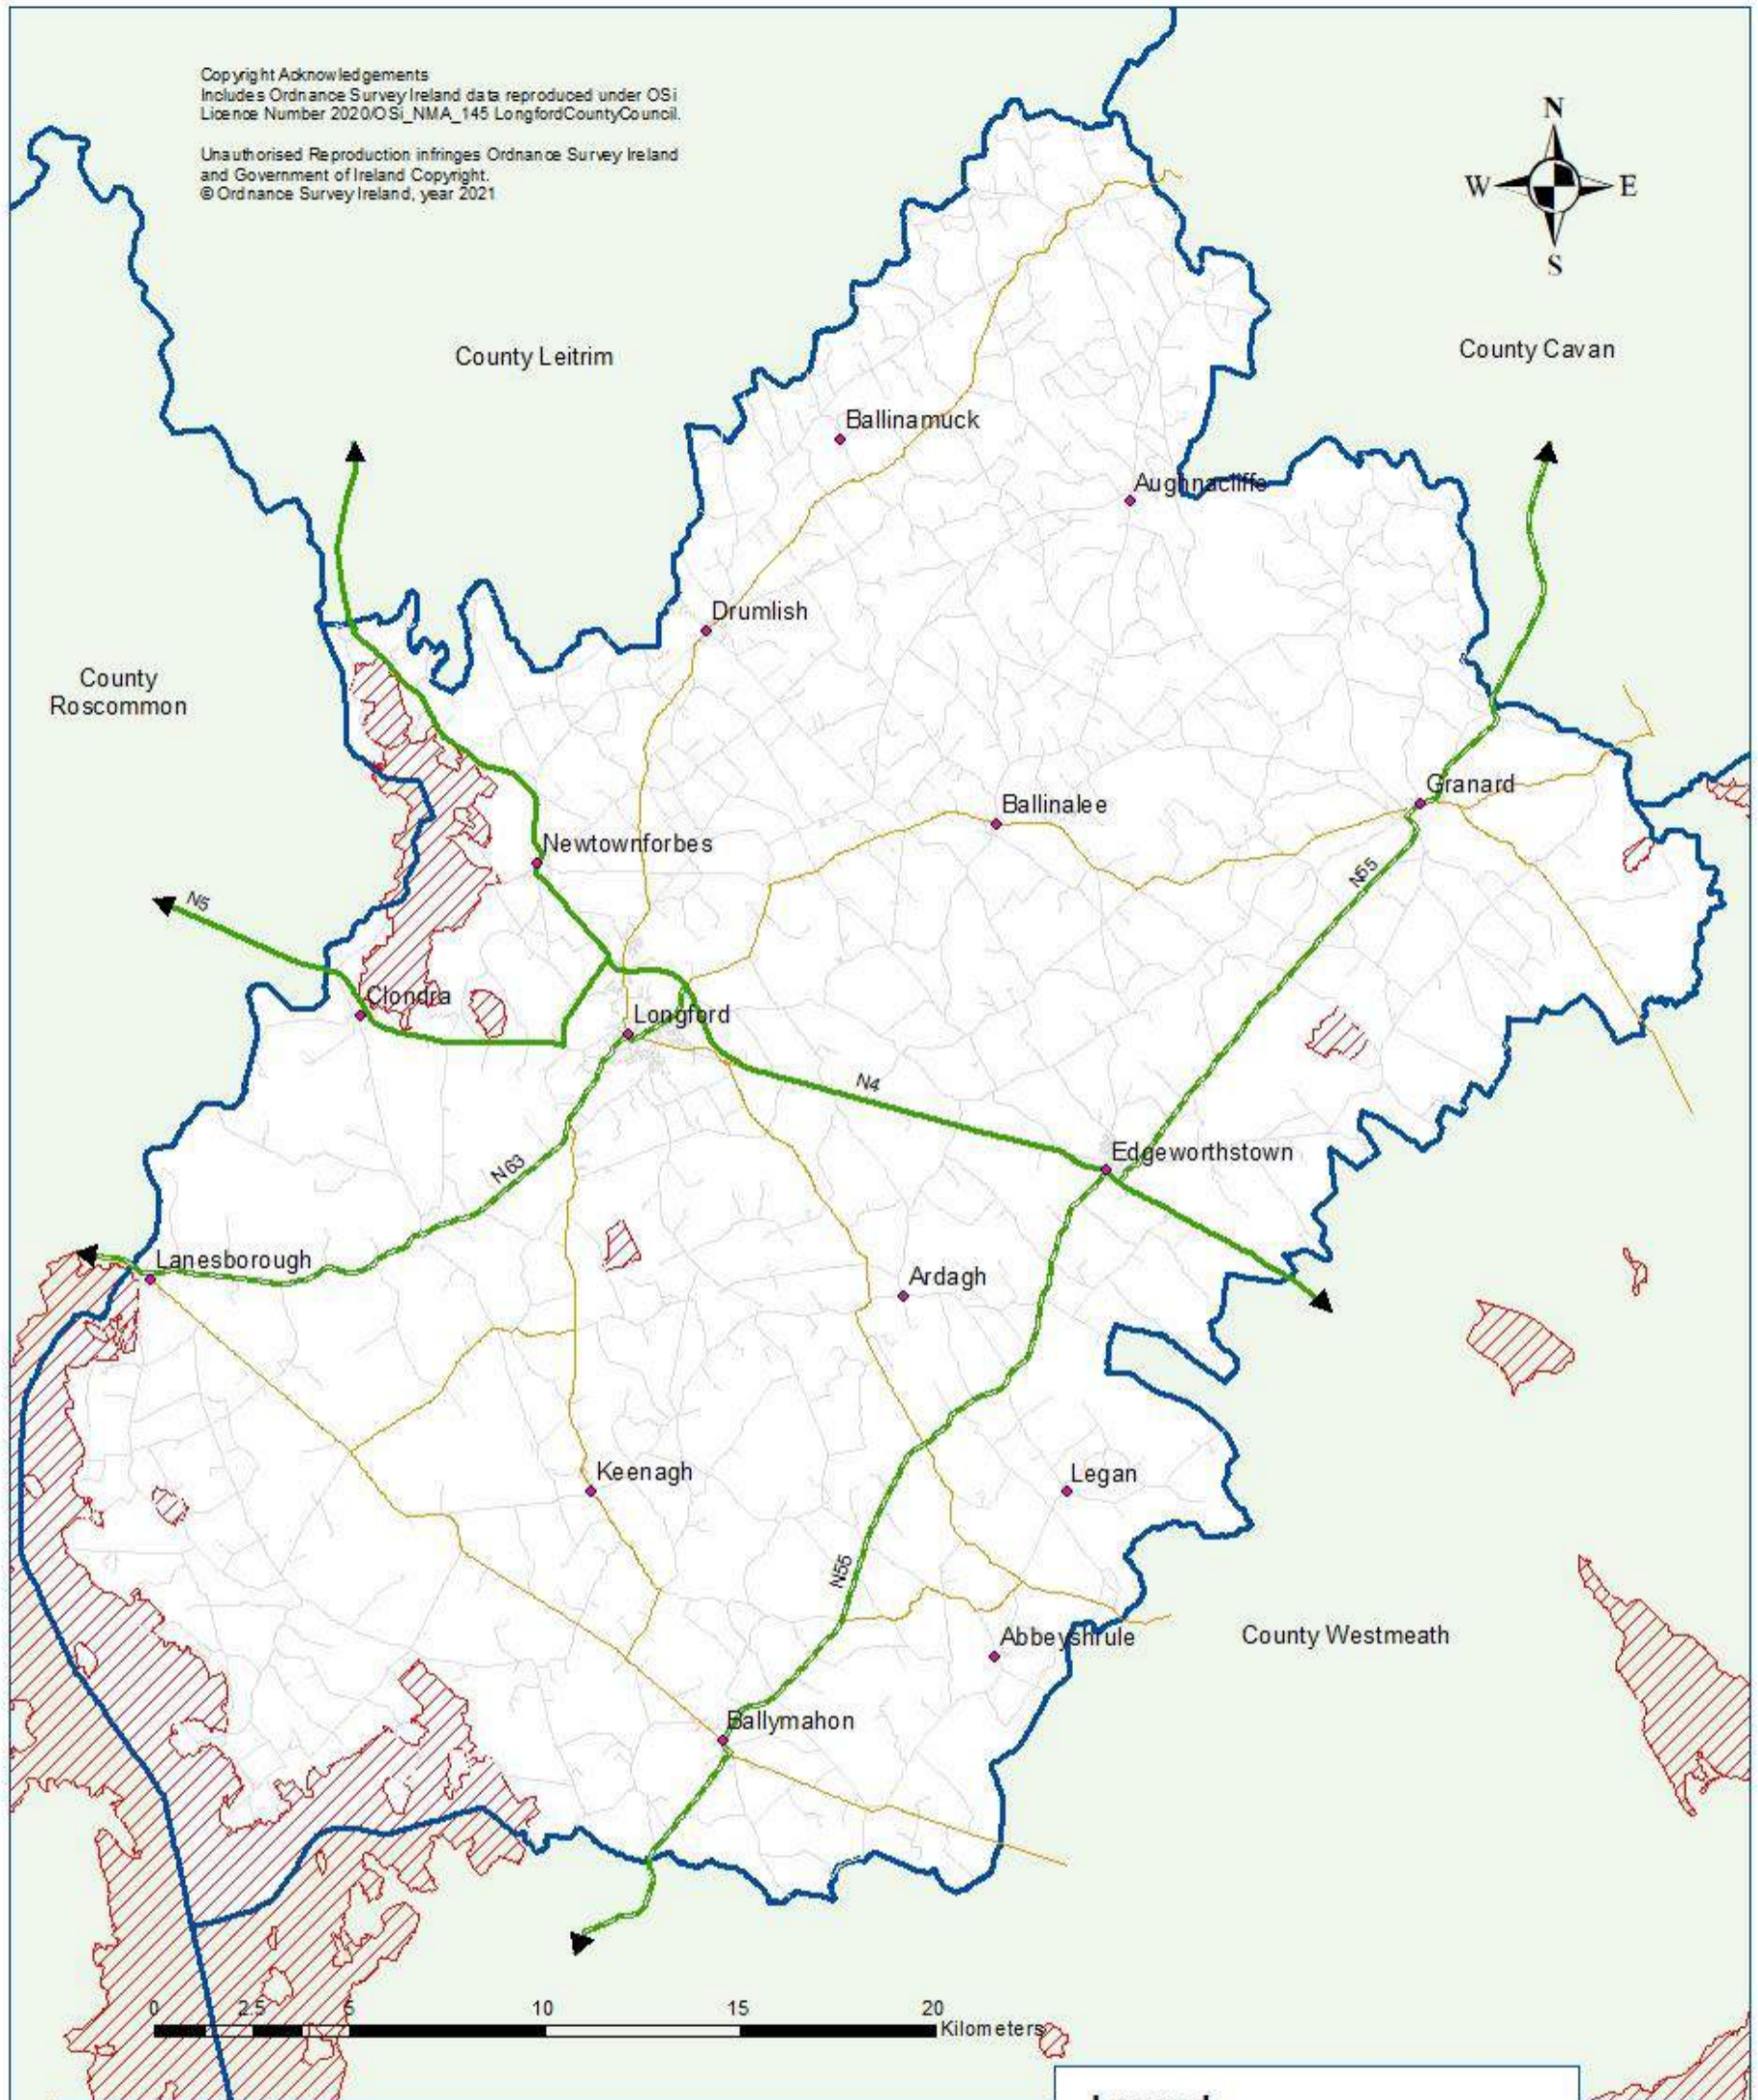 Copyright Acknowledgements
Includes Ordnance Survey Ireland data reproduced under OSi
Licence Number 2020/OSi_NMA_145 LongfordCountyCouncil.
Unauthorised Reproduction infringes Ordnance Survey Ireland
and Government of Ireland Copyright.
© Ordnance Survey Ireland, year 2021
N
W
E
S
County Leitrim
County Cavan
Ballinamuck
Aughnacliffe
Drumlish
County
Roscommon
Granard
Ballinalee
Newtownforbes
N55
N5
Clondra
Longford
N4
Edgeworthstown
N63
Lanesborough
Ardagh
Keenagh
Legan
N55
Abbeyshrule
County Westmeath
Ballymahon
0 2.5 5 10 15 20
Kilometers